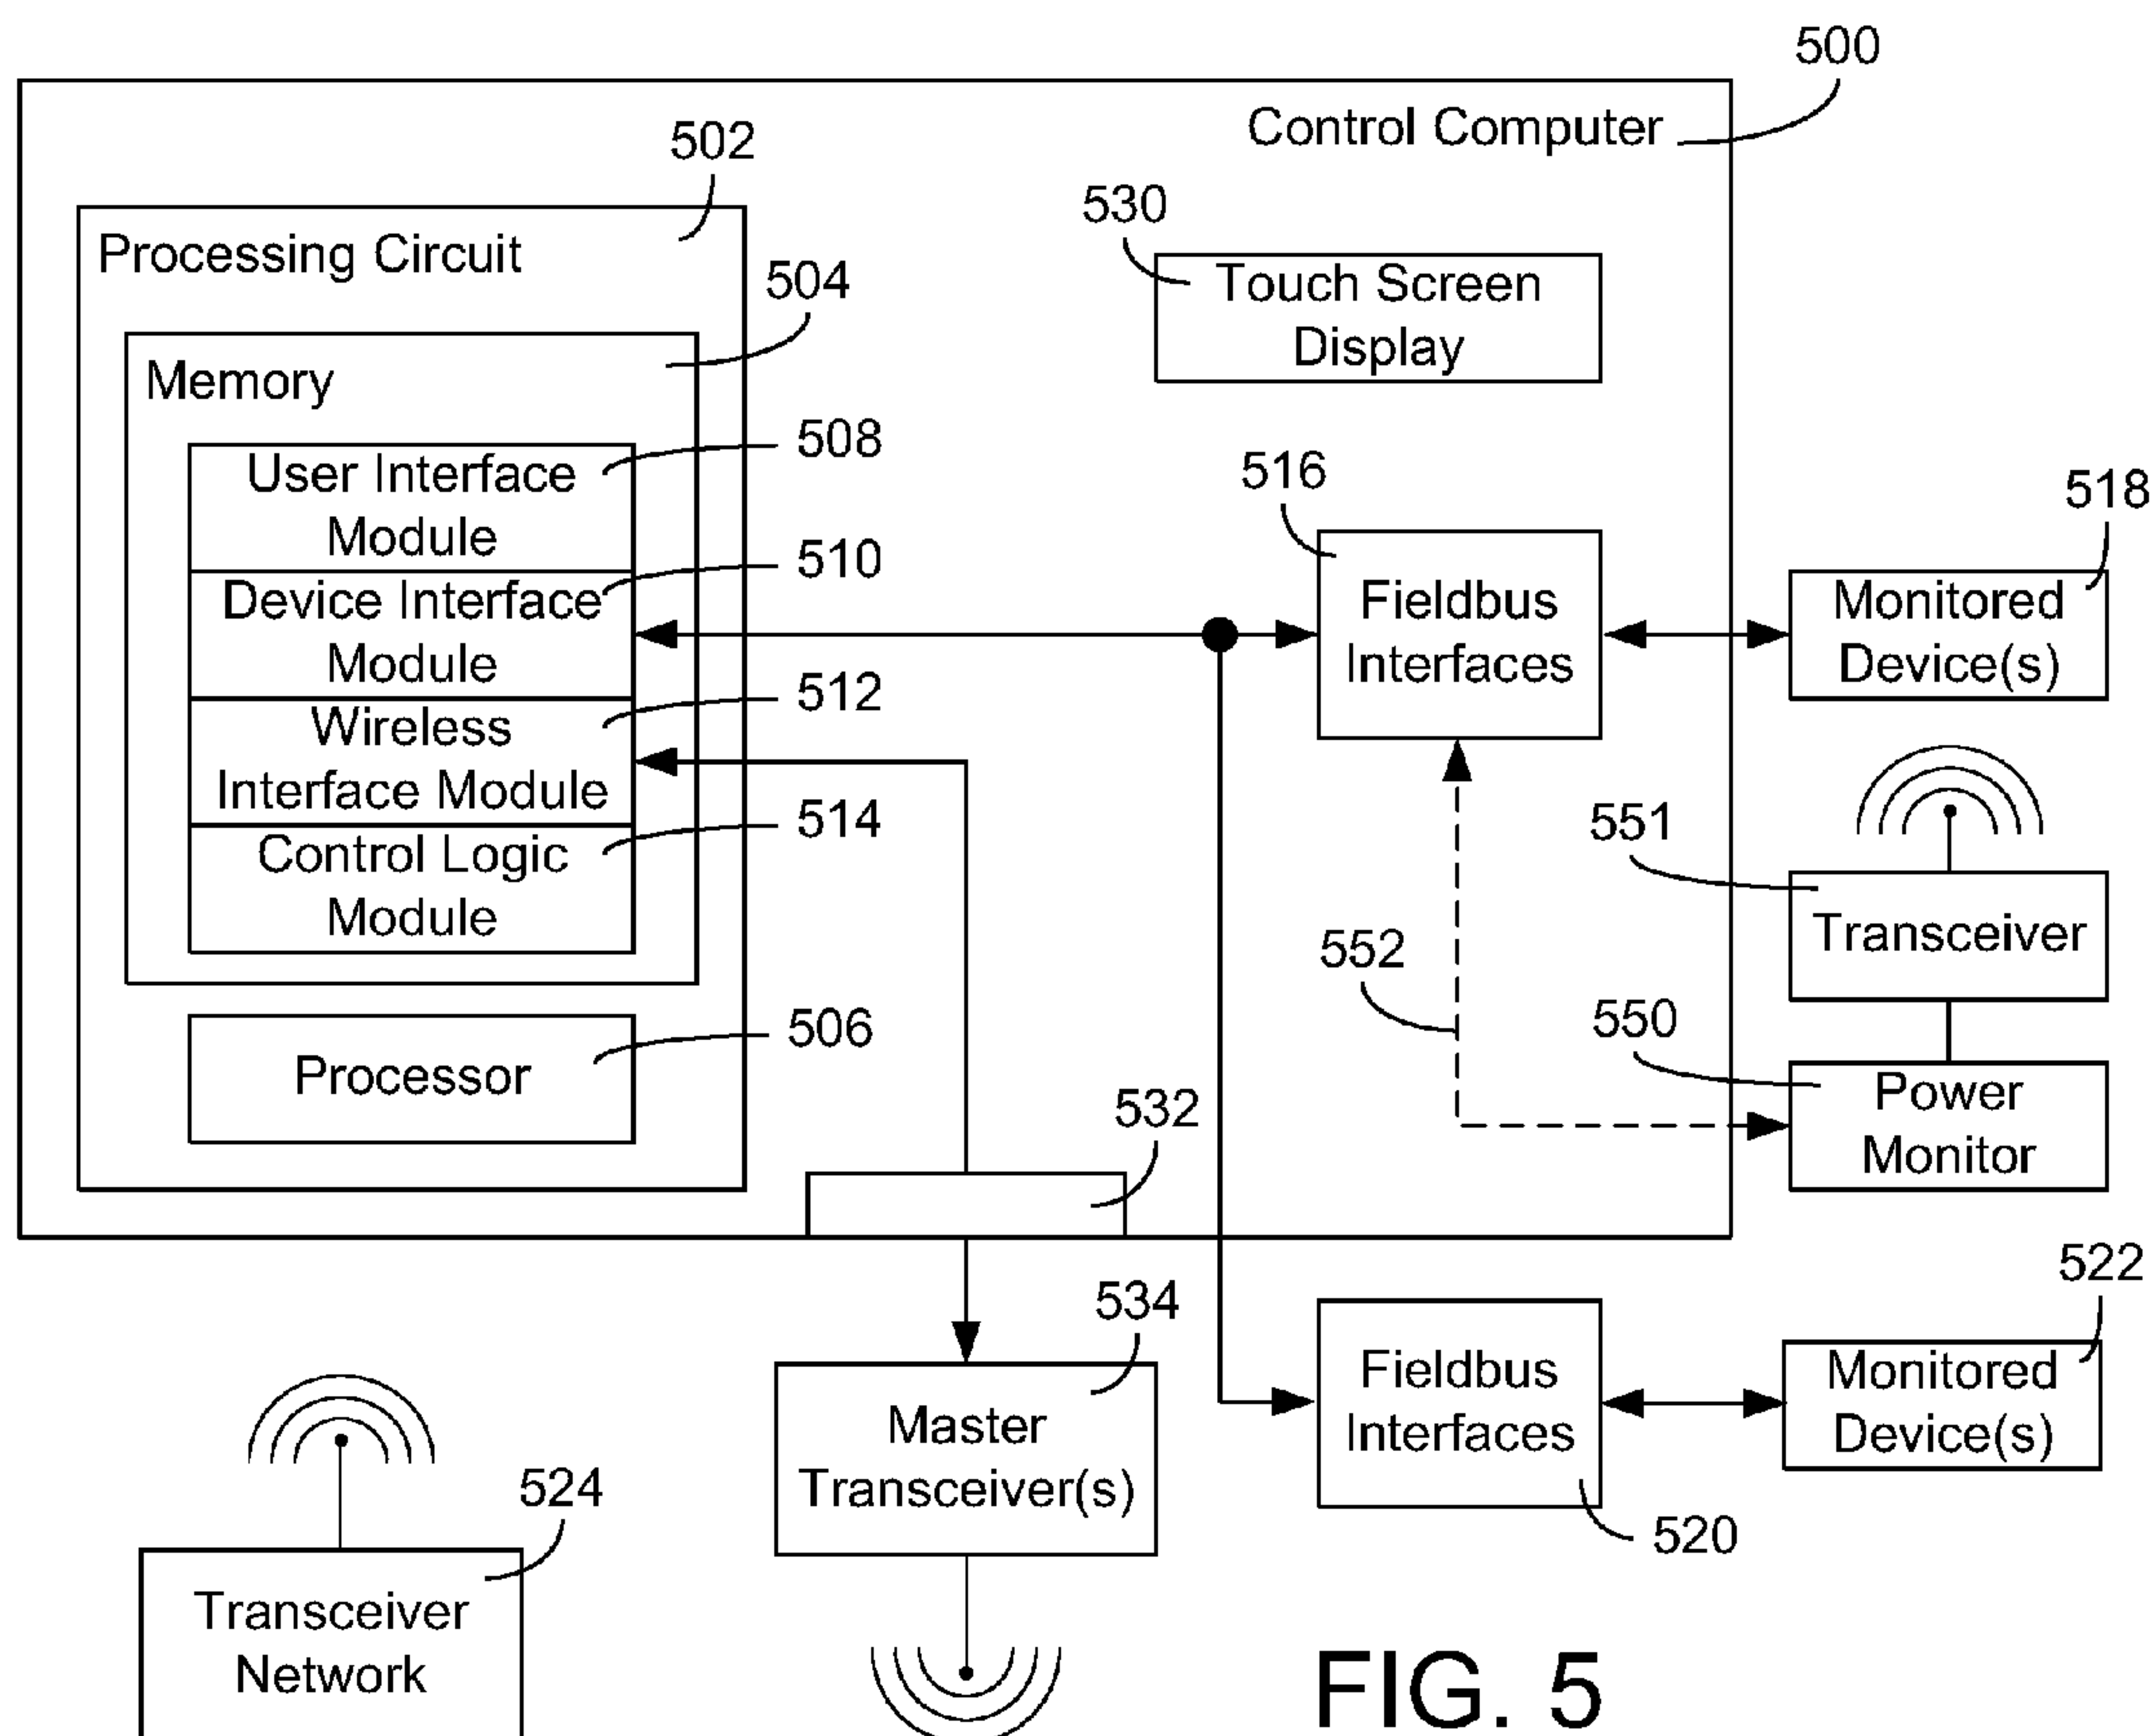 500
Control Computer
502
Processing Circuit
530
Touch Screen
Display
504
Memory
508
User Interface
Module
510
Device Interface
Module
512
Wireless
Interface Module
514
Control Logic
Module
506
Processor
516
Fieldbus
Interfaces
518
Monitored
Device(s)
551
Transceiver
552
550
Power
Monitor
532
534
Master
Transceiver(s)
522
Fieldbus
Interfaces
Monitored
Device(s)
520
524
Transceiver
Network
FIG. 5